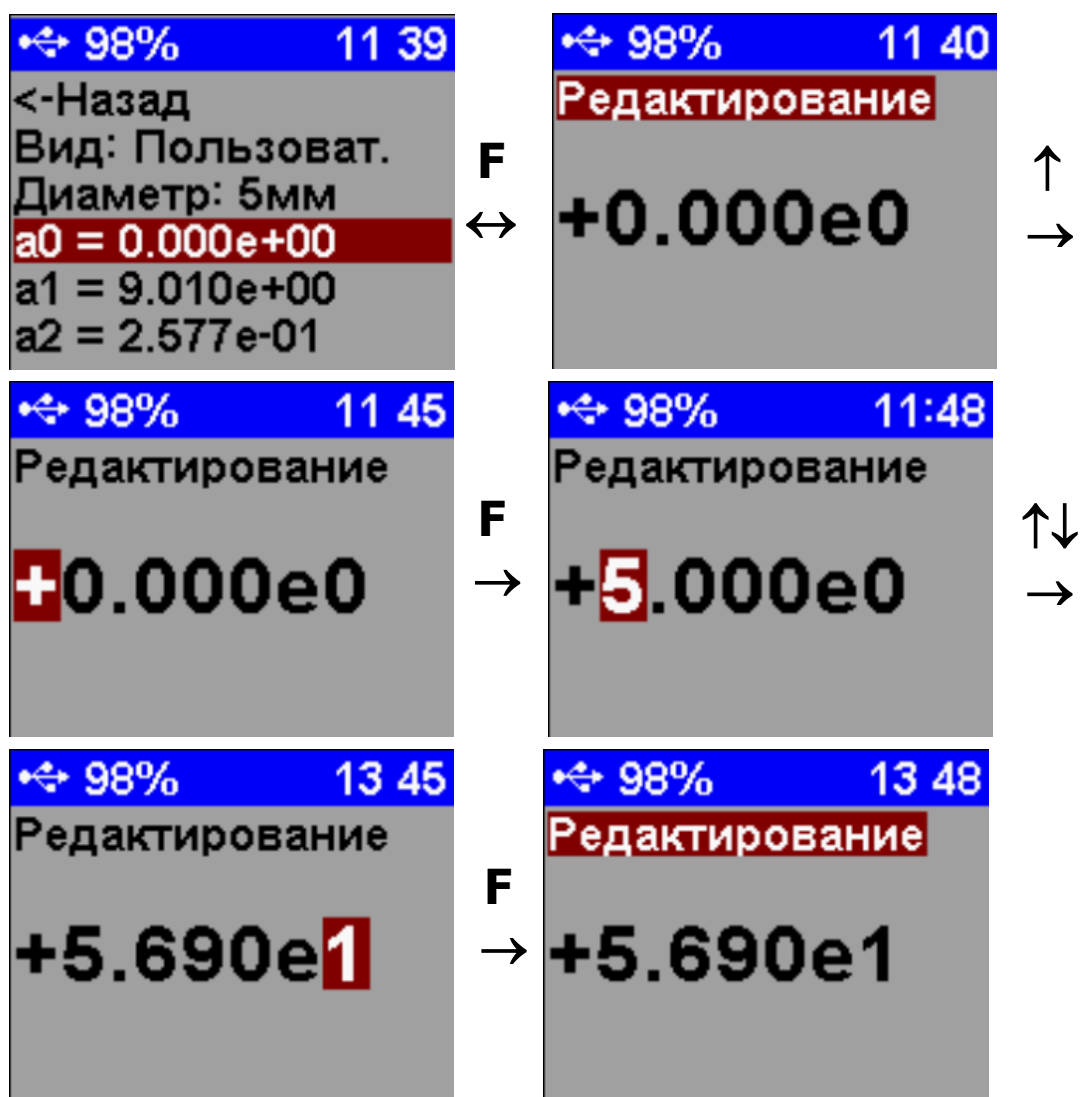 98% 11 39
<-Назад
Вид: Пользоват.
Диаметр: 5мм
a0 = 0.000e+00
a1 = 9.010e+00
a2 = 2.577e-01
F
↔
98% 11 40
Редактирование
+0.000e0
↑
→
98% 11 45
Редактирование
+0.000e0
F
→
98% 11:48
Редактирование
+5.000e0
↑↓
→
98% 13 45
Редактирование
+5.690e1
F
→
98% 13 48
Редактирование
+5.690e1